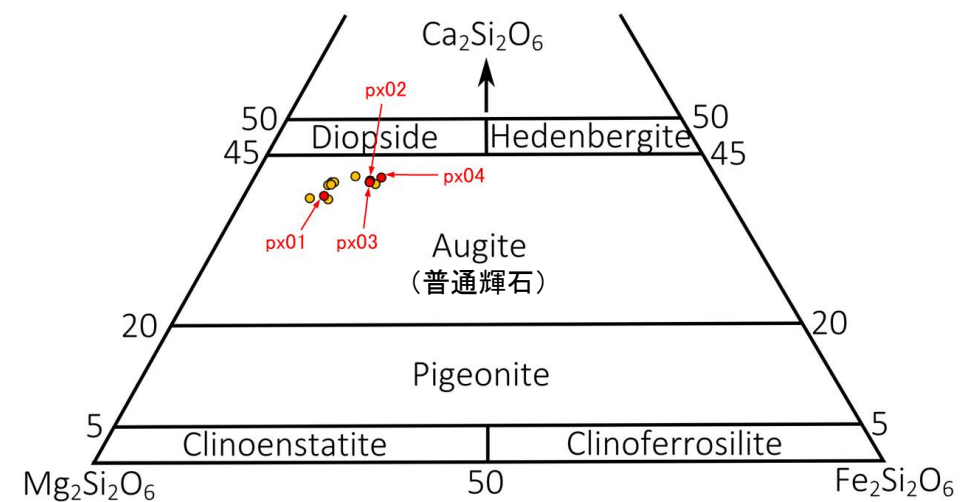 Ca₂Si₂O₆
px02
50
50
Diopside
Hedenbergite
45
45
px04
px01
px03
Augite
（普通輝石）
20
20
Pigeonite
5
5
Clinoenstatite
Clinoferrosilite
Mg₂Si₂O₆
50
Fe₂Si₂O₆